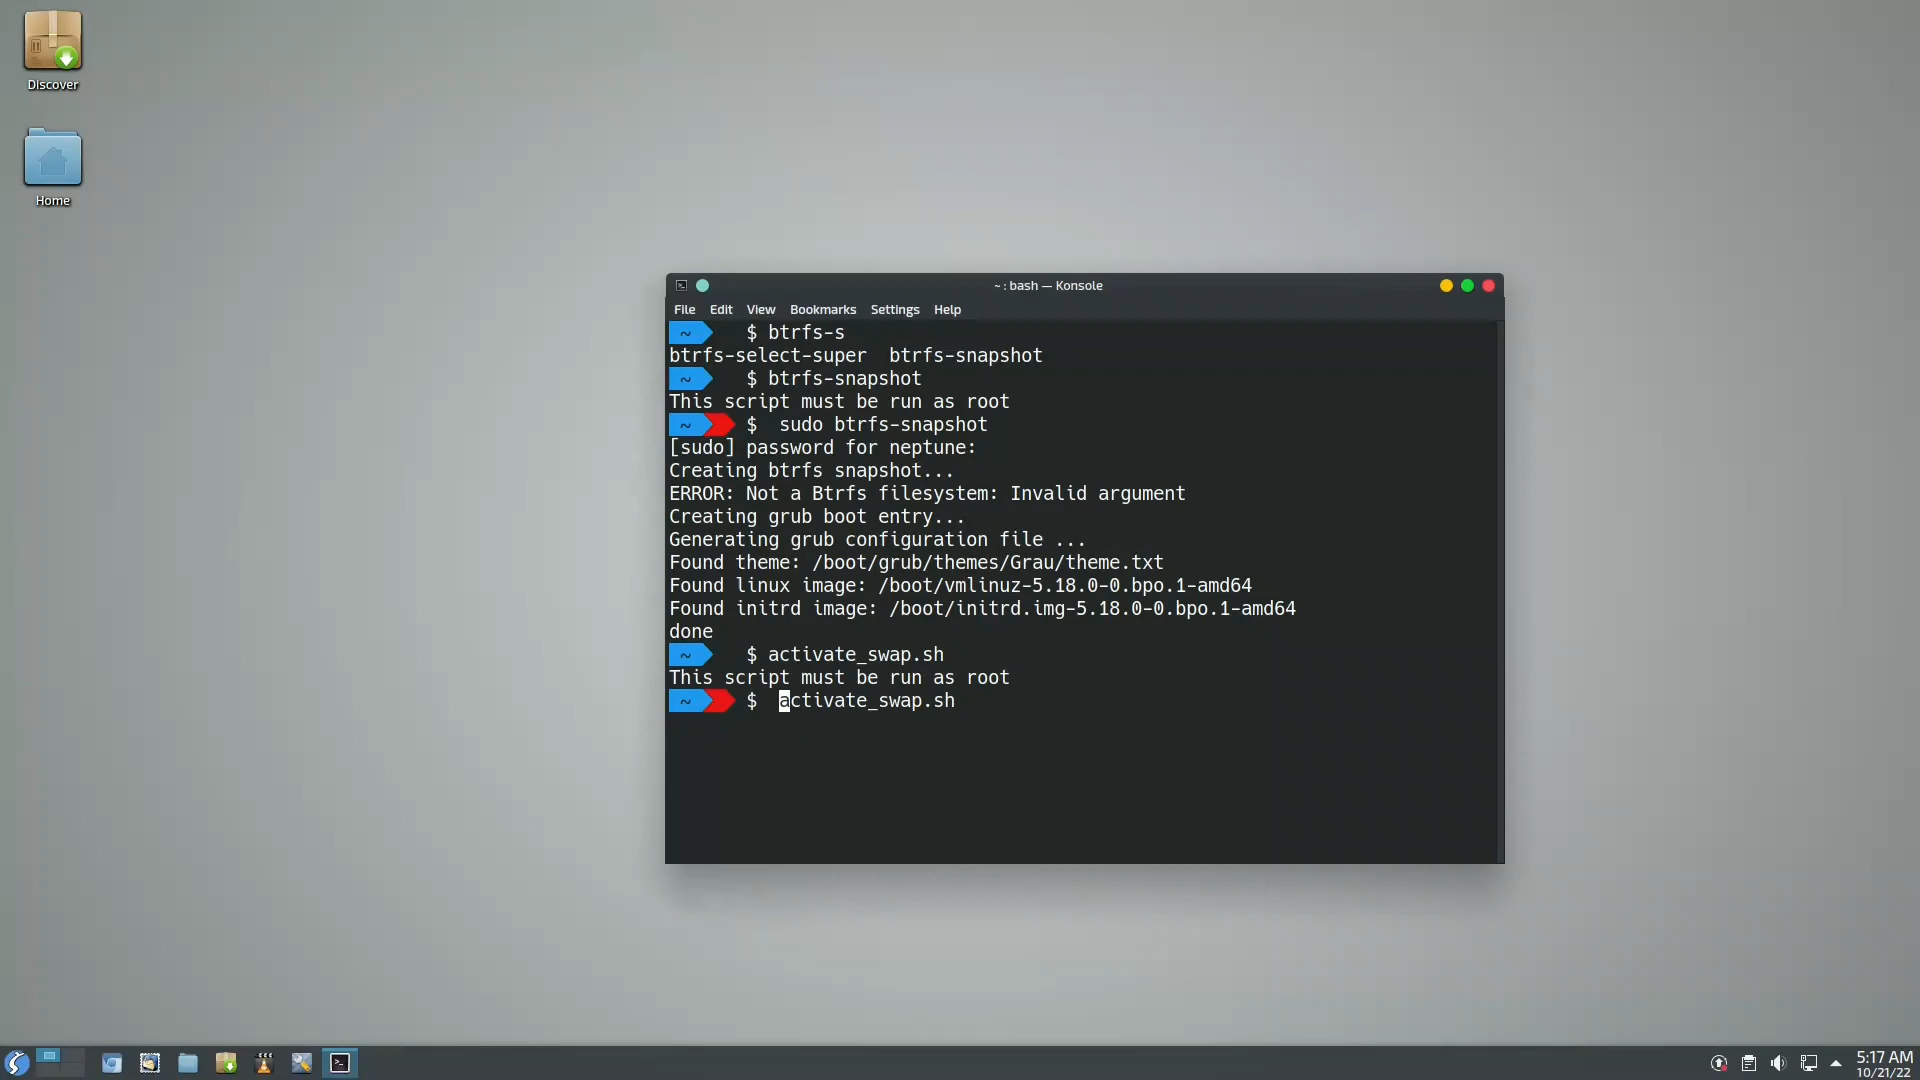 Discover
Home
~ : bash — Konsole
File Edit View Bookmarks Settings Help
~ $ btrfs-s
btrfs-select-super btrfs-snapshot
~ $ btrfs-snapshot
This script must be run as root
~ $ sudo btrfs-snapshot
[sudo] password for neptune:
Creating btrfs snapshot...
ERROR: Not a Btrfs filesystem: Invalid argument
Creating grub boot entry...
Generating grub configuration file ...
Found theme: /boot/grub/themes/Grau/theme.txt
Found linux image: /boot/vmlinuz-5.18.0-0.bpo.1-amd64
Found initrd image: /boot/initrd.img-5.18.0-0.bpo.1-amd64
done
~ $ activate_swap.sh
This script must be run as root
~ $ activate_swap.sh
5:17 AM
10/21/22